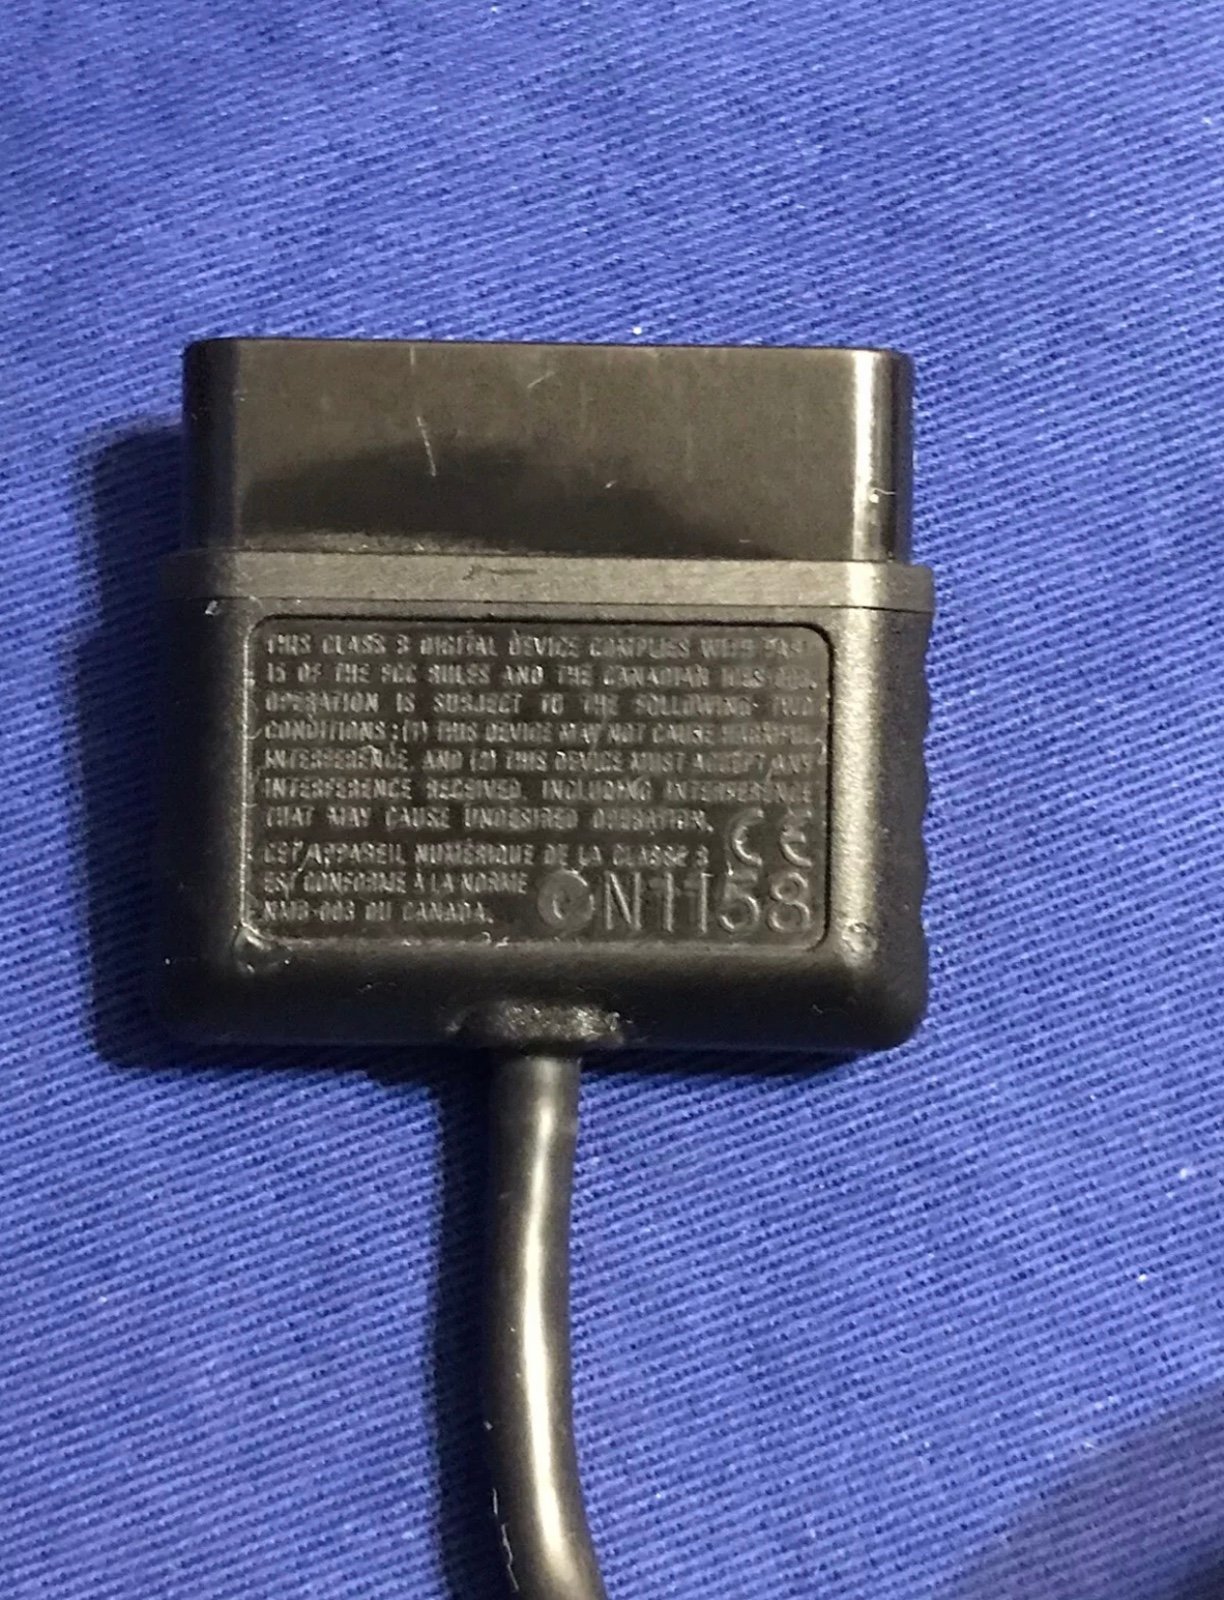 THIS CLASS B DIGITAL DEVICE COMPLIES WITH PART
15 OF THE FCC RULES AND THE CANADIAN
OPERATION IS SUBJECT TO THE FOLLOWING TWO
CONDITIONS:(1) THIS DEVICE MAY NOT CAUSE HARMFUL
INTERFERENCE, AND (2) THIS DEVICE MUST ACCEPT ANY
INTERFERENCE RECEIVED, INCLUDING INTERFERENCE
THAT MAY CAUSE UNDESIRED OPERATION.
CET APPAREIL NUMÉRIQUE DE LA CLASSE B
EST CONFORME À LA NORME
NMB-003 DU CANADA.
CE
N1158